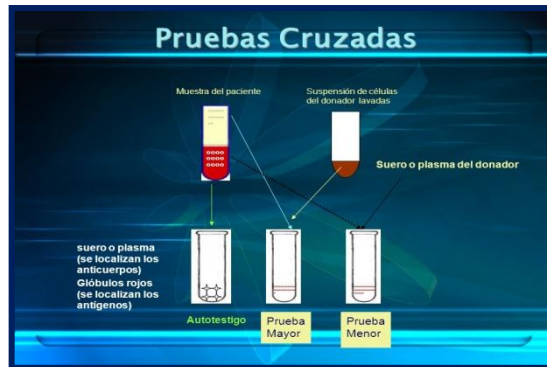 Pruebas Cruzadas
Muestra del paciente
Suspensión de células
del donador lavadas
Suero o plasma del donador
suero o plasma
(se localizan los
anticuerpos)
Glóbulos rojos
(se localizan los
antígenos)
Autotestigo
Prueba
Mayor
Prueba
Menor